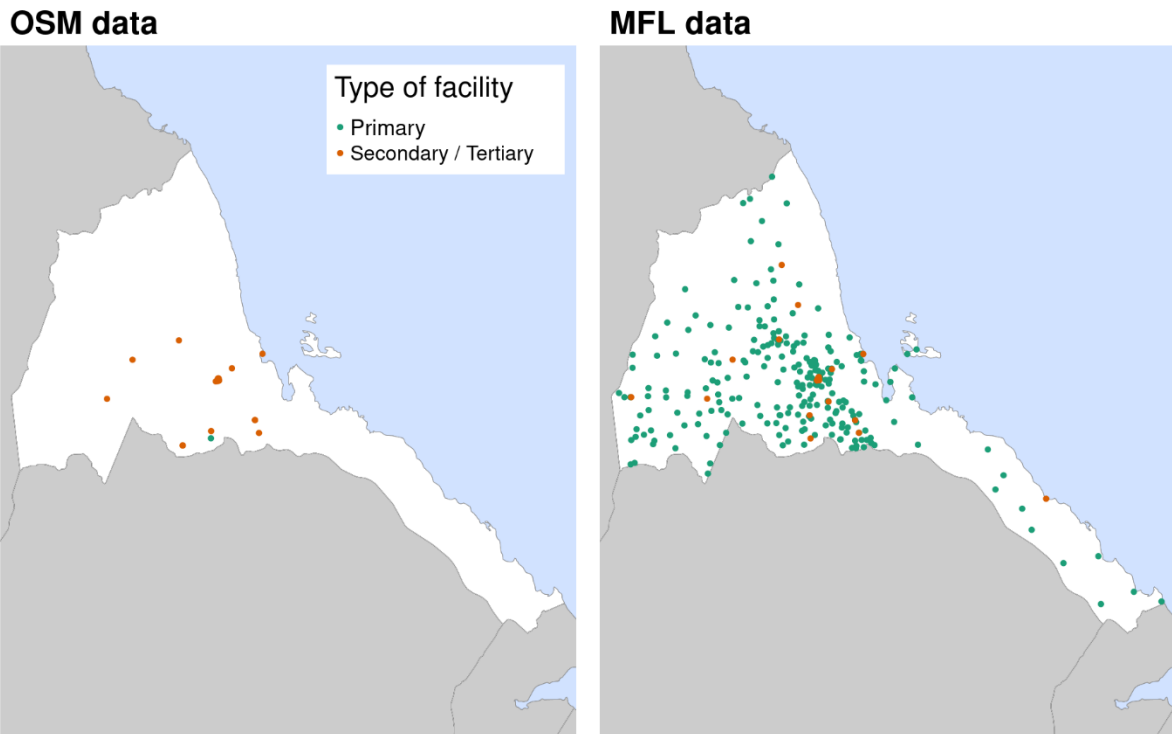 OSM data
MFL data
Type of facility
Primary
Secondary / Tertiary